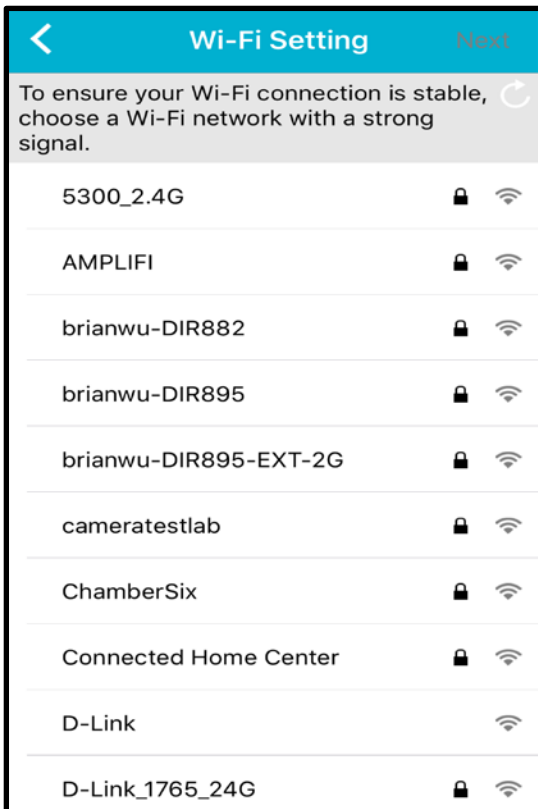 Wi-Fi Setting
Next
To ensure your Wi-Fi connection is stable,
choose a Wi-Fi network with a strong
signal.
5300_2.4G
AMPLIFI
brianwu-DIR882
brianwu-DIR895
brianwu-DIR895-EXT-2G
cameratestlab
ChamberSix
Connected Home Center
D-Link
D-Link_1765_24G